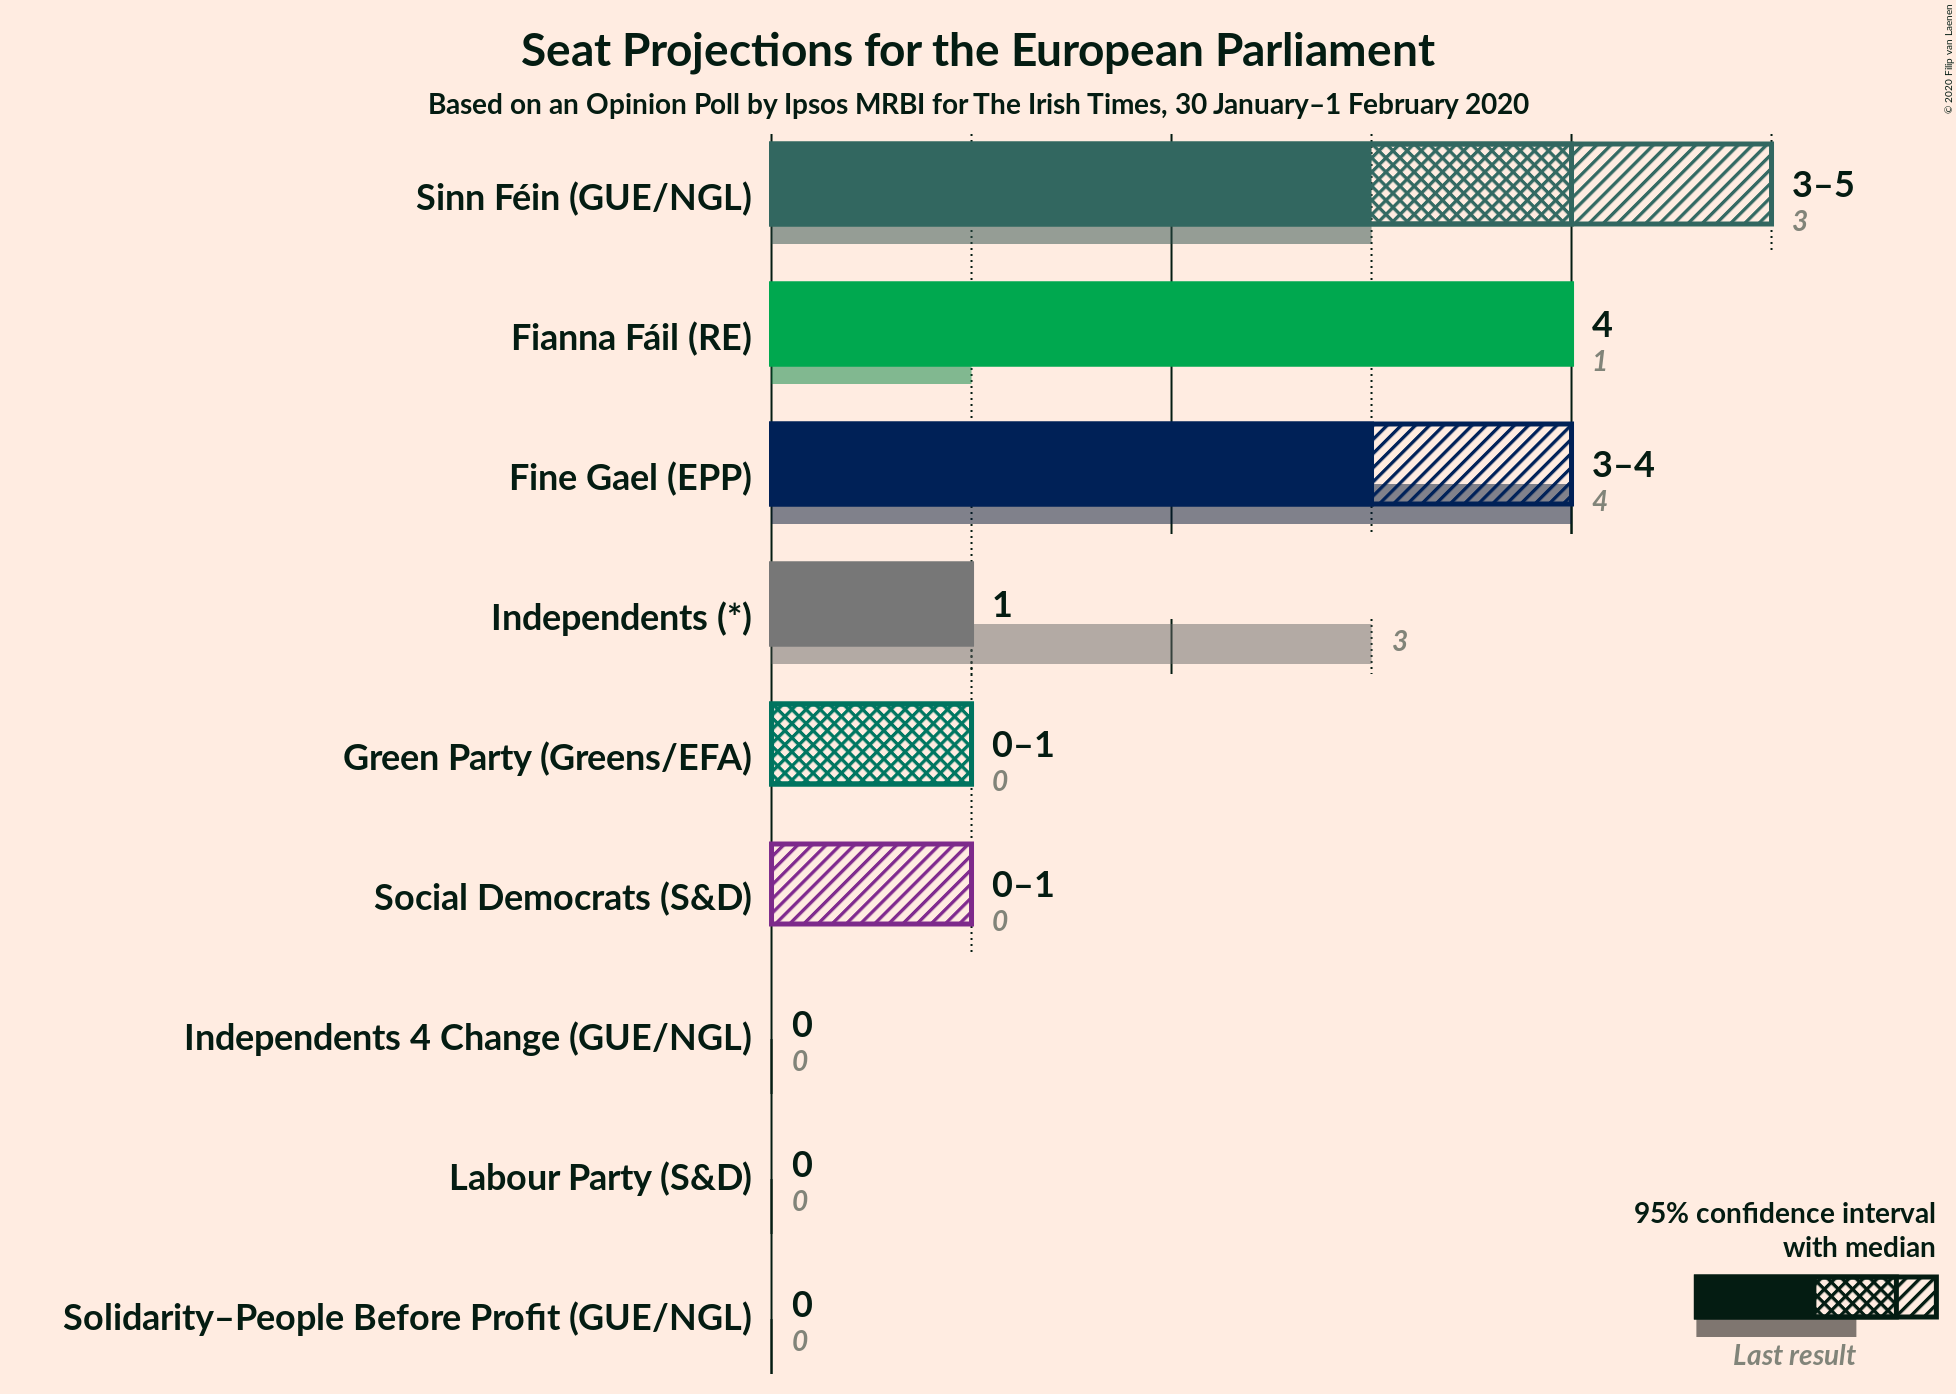 Seat Projections for the European Parliament
Based on an Opinion Poll by Ipsos MRBI for The Irish Times, 30 January–1 February 2020
© 2020 Filip van Laenen
Sinn Féin (GUE/NGL)
3–5
3
Fianna Fáil (RE)
4
1
Fine Gael (EPP)
3–4
4
Independents (*)
1
3
Green Party (Greens/EFA)
0–1
0
Social Democrats (S&D)
0–1
0
Independents 4 Change (GUE/NGL)
0
0
Labour Party (S&D)
0
0
Solidarity–People Before Profit (GUE/NGL)
0
0
95% confidence interval
with median
Last result